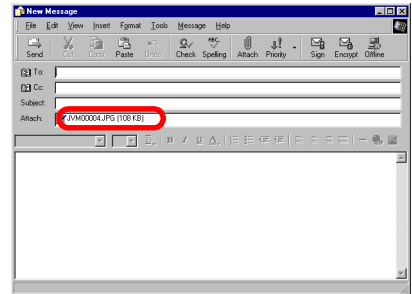 New Message
File Edit View Insert Format Tools Message Help
Send Cut Copy Paste Undo Check Spelling Attach Priority Sign Encrypt Offline
To:
Cc:
Subject:
Attach: JVM00004.JPG (108 KB)
B I U A